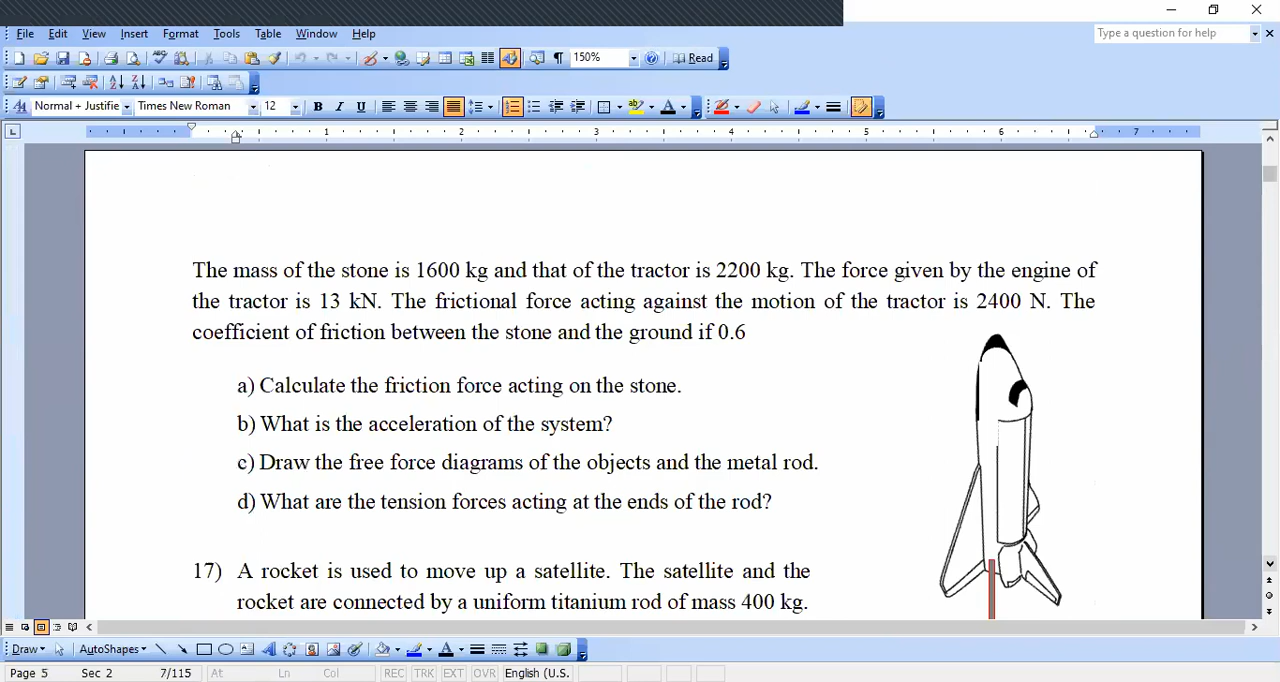 File Edit View Insert Format Tools Table Window Help
Type a question for help
150% Read
Normal + Justifie Times New Roman 12 B I U
1 2 3 4 5 6 7
The mass of the stone is 1600 kg and that of the tractor is 2200 kg. The force given by the engine of
the tractor is 13 kN. The frictional force acting against the motion of the tractor is 2400 N. The
coefficient of friction between the stone and the ground if 0.6
a) Calculate the friction force acting on the stone.
b) What is the acceleration of the system?
c) Draw the free force diagrams of the objects and the metal rod.
d) What are the tension forces acting at the ends of the rod?
17) A rocket is used to move up a satellite. The satellite and the
rocket are connected by a uniform titanium rod of mass 400 kg.
Draw AutoShapes
Page 5 Sec 2 7/115 At Ln Col REC TRK EXT OVR English (U.S.